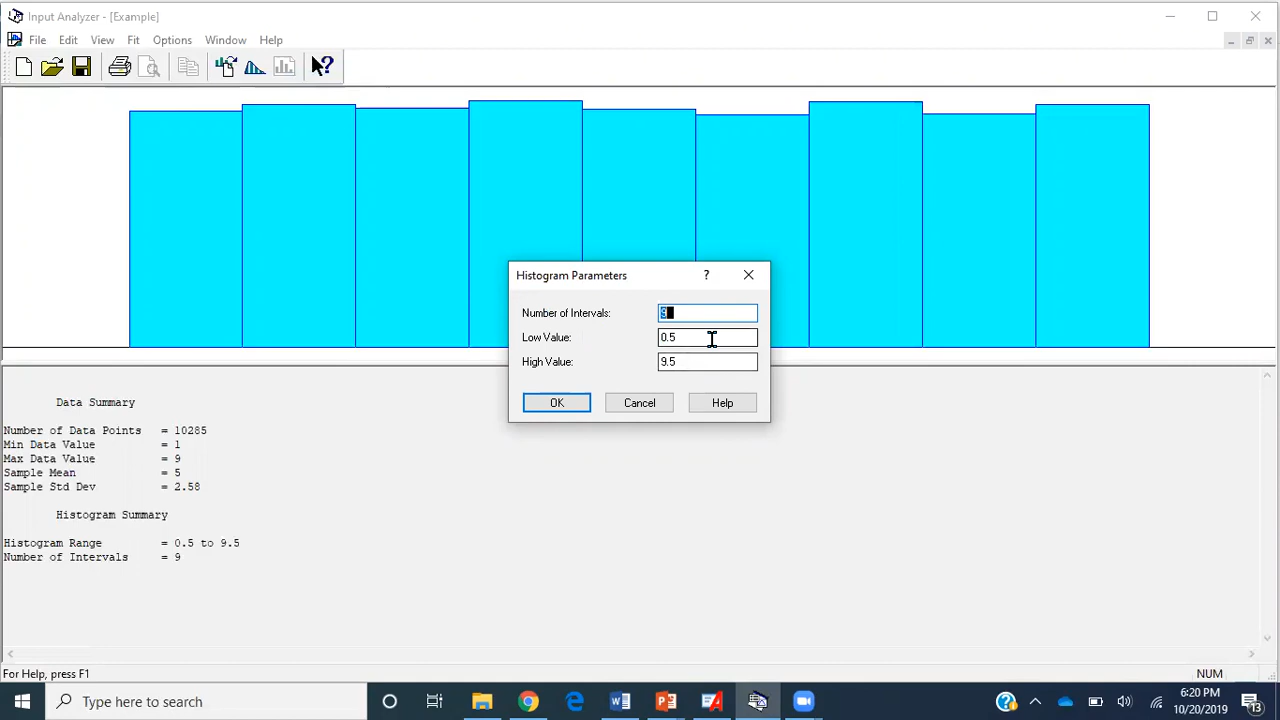 Input Analyzer - [Example]
File Edit View Fit Options Window Help
Histogram Parameters ?
Number of Intervals: 9
Low Value: 0.5
High Value: 9.5
OK Cancel Help
Data Summary
Number of Data Points = 10285
Min Data Value = 1
Max Data Value = 9
Sample Mean = 5
Sample Std Dev = 2.58
Histogram Summary
Histogram Range = 0.5 to 9.5
Number of Intervals = 9
For Help, press F1 NUM
Type here to search
6:20 PM
10/20/2019
13